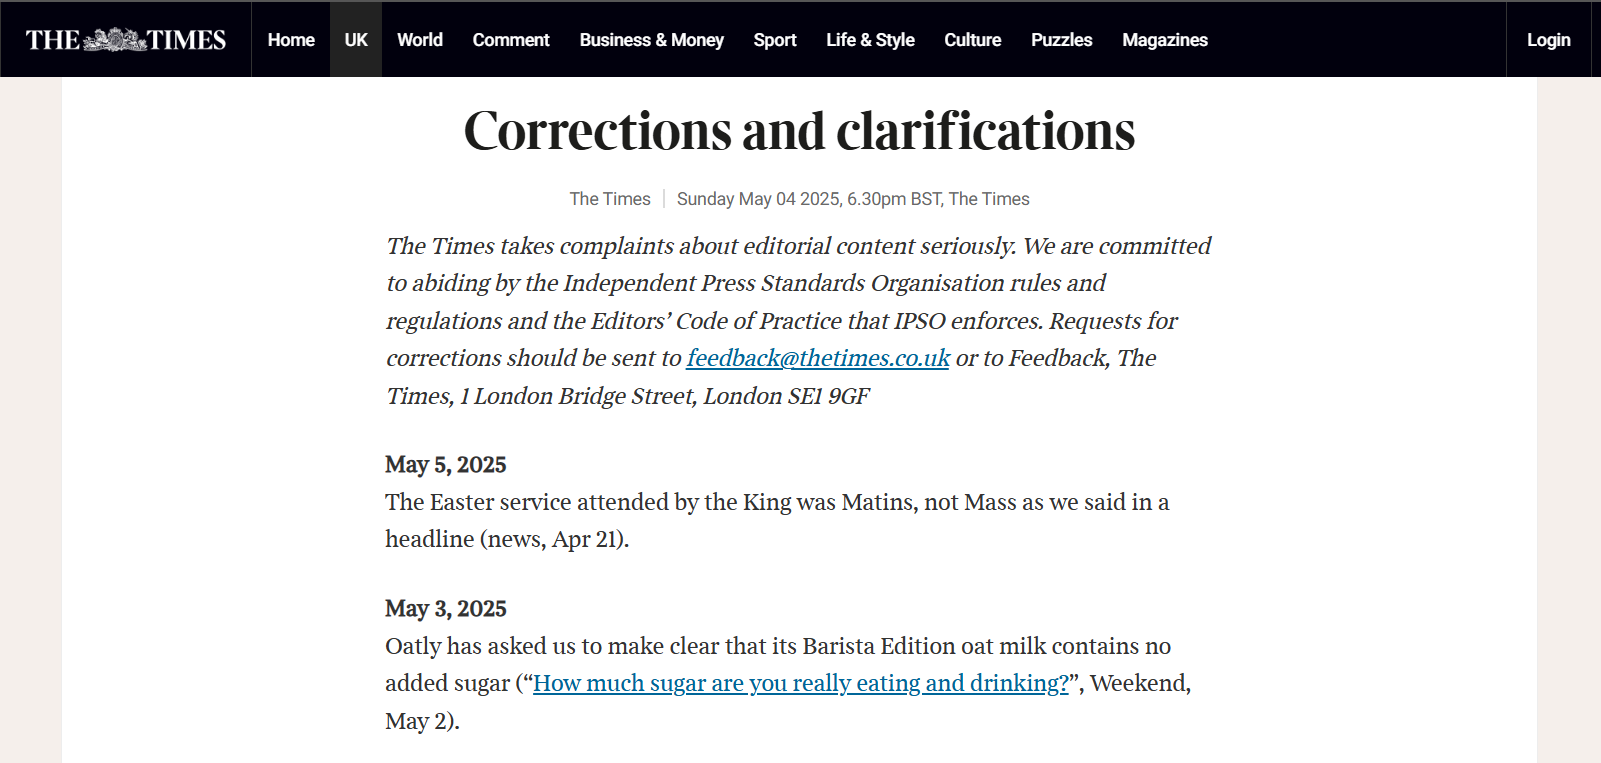 THE TIMES Home UK World Comment Business & Money Sport Life & Style Culture Puzzles Magazines Login
Corrections and clarifications
The Times | Sunday May 04 2025, 6.30pm BST, The Times
The Times takes complaints about editorial content seriously. We are committed
to abiding by the Independent Press Standards Organisation rules and
regulations and the Editors’ Code of Practice that IPSO enforces. Requests for
corrections should be sent to feedback@thetimes.co.uk or to Feedback, The
Times, 1 London Bridge Street, London SE1 9GF
May 5, 2025
The Easter service attended by the King was Matins, not Mass as we said in a
headline (news, Apr 21).
May 3, 2025
Oatly has asked us to make clear that its Barista Edition oat milk contains no
added sugar (“How much sugar are you really eating and drinking?”, Weekend,
May 2).